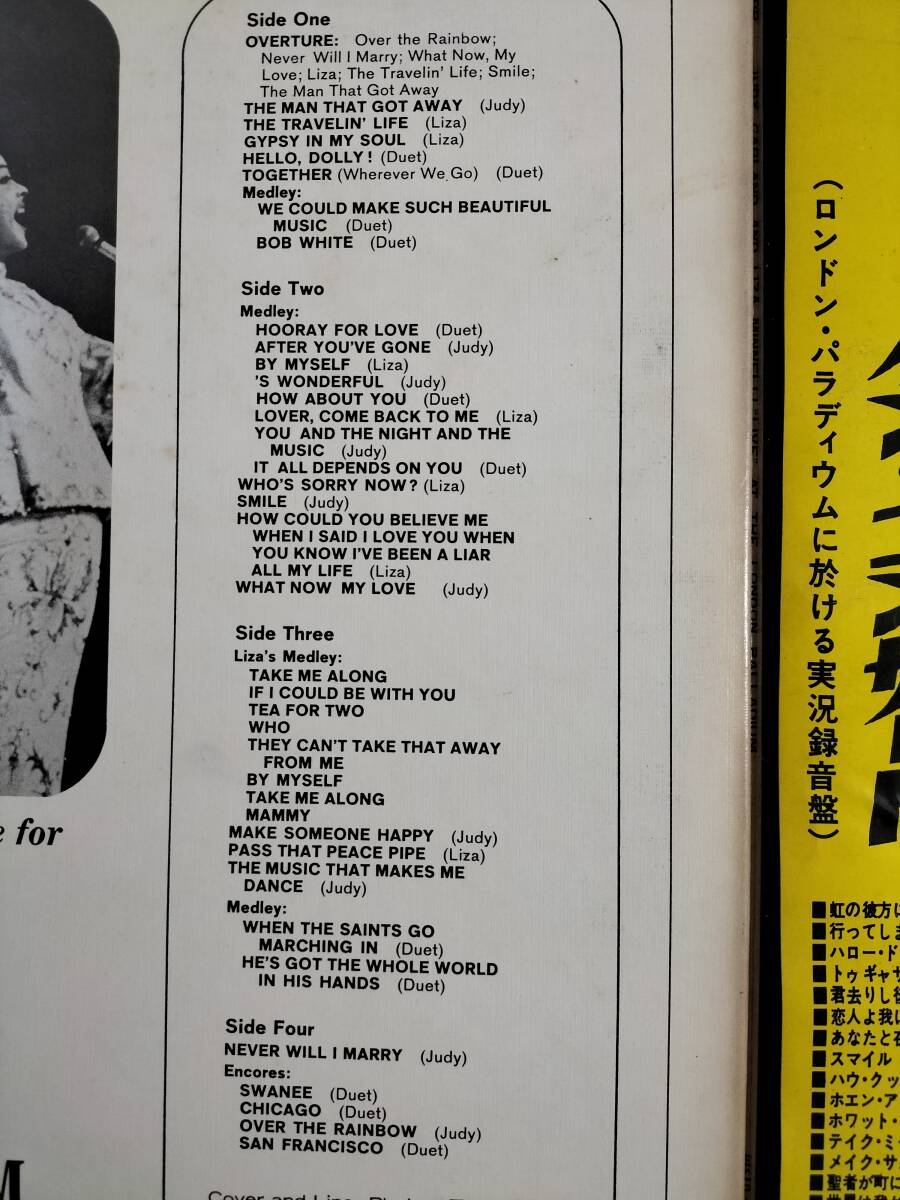 Side One
OVERTURE: Over the Rainbow;
Never Will I Marry; What Now, My
Love; Liza; The Travelin' Life; Smile;
The Man That Got Away
THE MAN THAT GOT AWAY (Judy)
THE TRAVELIN' LIFE (Liza)
GYPSY IN MY SOUL (Liza)
HELLO, DOLLY! (Duet)
TOGETHER (Wherever We Go) (Duet)
Medley:
WE COULD MAKE SUCH BEAUTIFUL
MUSIC (Duet)
BOB WHITE (Duet)
Side Two
Medley:
HOORAY FOR LOVE (Duet)
AFTER YOU'VE GONE (Judy)
BY MYSELF (Liza)
'S WONDERFUL (Judy)
HOW ABOUT YOU (Duet)
LOVER, COME BACK TO ME (Liza)
YOU AND THE NIGHT AND THE
MUSIC (Judy)
IT ALL DEPENDS ON YOU (Duet)
WHO'S SORRY NOW? (Liza)
SMILE (Judy)
HOW COULD YOU BELIEVE ME
WHEN I SAID I LOVE YOU WHEN
YOU KNOW I'VE BEEN A LIAR
ALL MY LIFE (Liza)
WHAT NOW MY LOVE (Judy)
Side Three
Liza's Medley:
TAKE ME ALONG
IF I COULD BE WITH YOU
TEA FOR TWO
WHO
THEY CAN'T TAKE THAT AWAY
FROM ME
BY MYSELF
TAKE ME ALONG
MAMMY
MAKE SOMEONE HAPPY (Judy)
PASS THAT PEACE PIPE (Liza)
THE MUSIC THAT MAKES ME
DANCE (Judy)
Medley:
WHEN THE SAINTS GO
MARCHING IN (Duet)
HE'S GOT THE WHOLE WORLD
IN HIS HANDS (Duet)
Side Four
NEVER WILL I MARRY (Judy)
Encores:
SWANEE (Duet)
CHICAGO (Duet)
OVER THE RAINBOW (Judy)
SAN FRANCISCO (Duet)
for
JUDY GARLAND AND LIZA MINNELLI "LIVE" AT THE LONDON PALLADIUM
(ロンドン・パラディウムに於ける実況録音盤)
■虹の彼方に
■行ってしま
■ハロー・ド
■トゥギャザ
■君去りし後
■恋人よ我に
■あなたと夜
■スマイル
■ハウ・クッ
■ホエン・ア
■ホワット・
■テイク・ミ
■メイク・サ
■聖者が町に